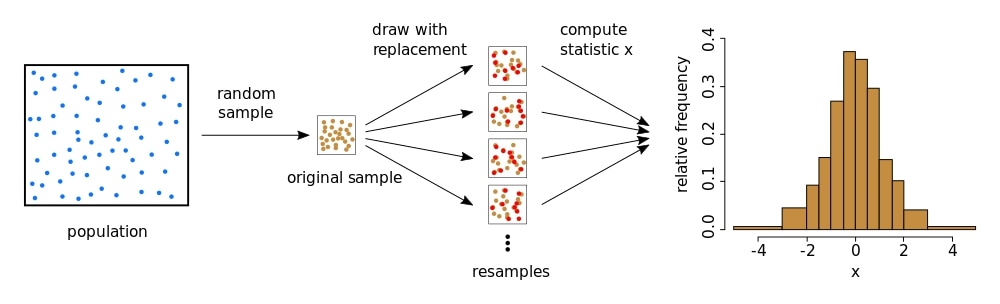 population
random
sample
original sample
draw with
replacement
resamples
compute
statistic x
relative frequency
0.0
0.1
0.2
0.3
0.4
-4
-2
0
2
4
x